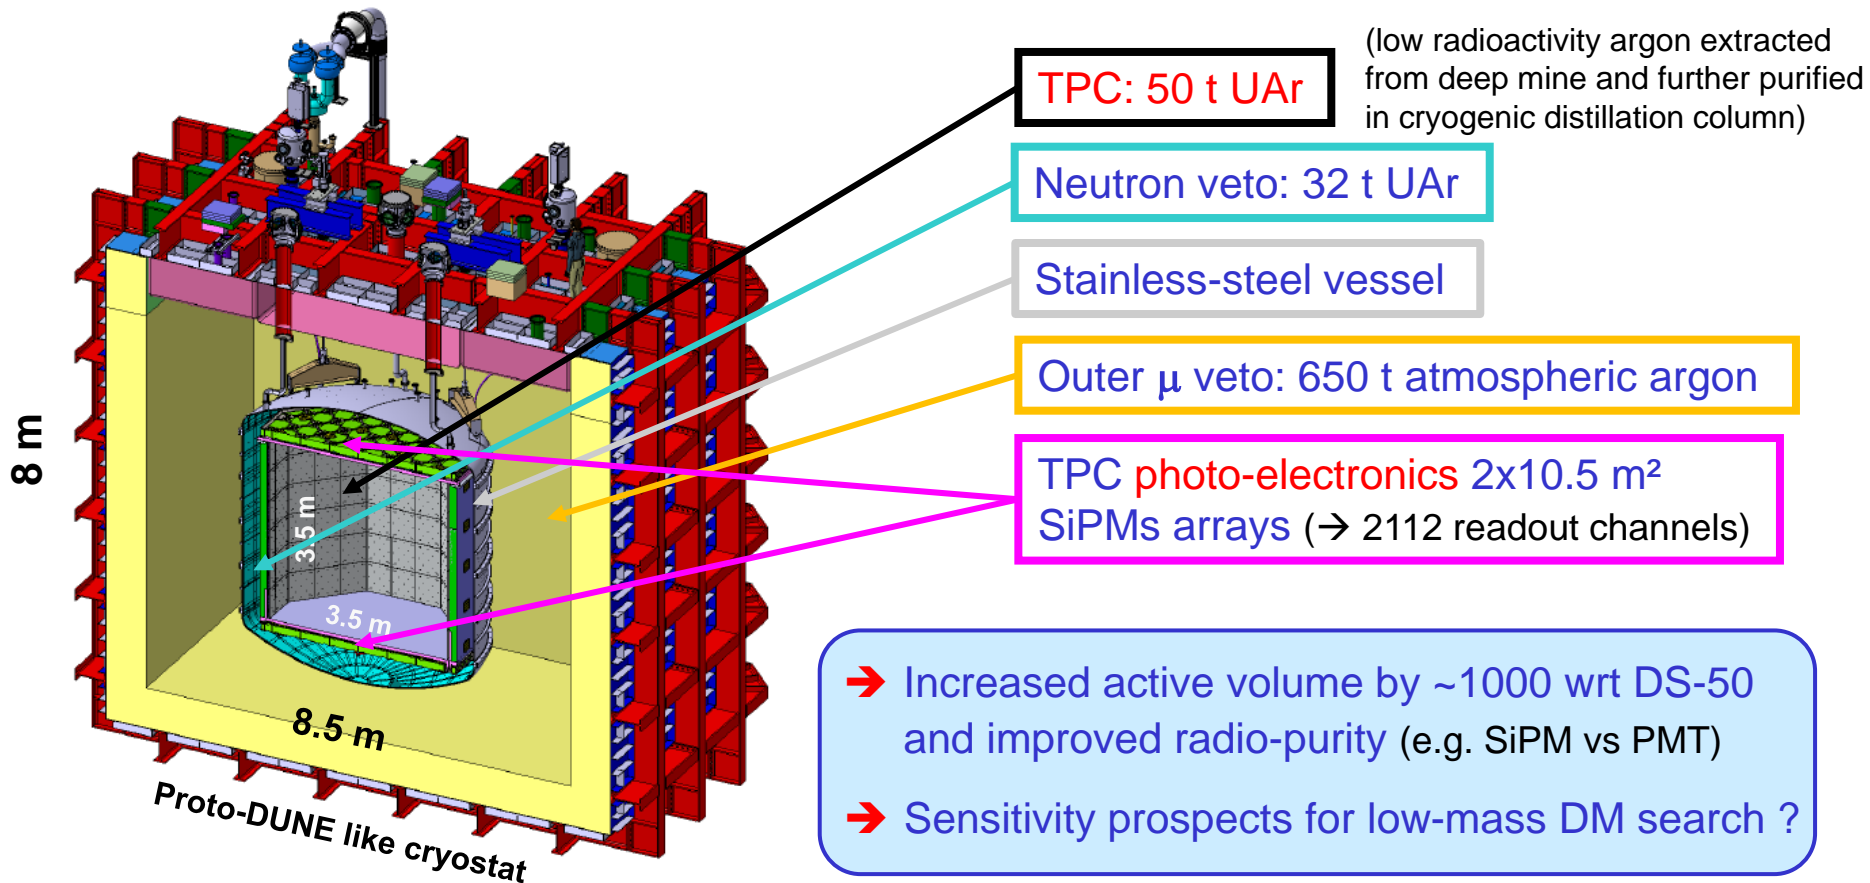 TPC: 50 t UAr
(low radioactivity argon extracted
from deep mine and further purified
in cryogenic distillation column)
Neutron veto: 32 t UAr
Stainless-steel vessel
Outer μ veto: 650 t atmospheric argon
TPC photo-electronics 2x10.5 m²
SiPMs arrays (→ 2112 readout channels)
8 m
3.5 m
3.5 m
8.5 m
Proto-DUNE like cryostat
➔ Increased active volume by ~1000 wrt DS-50
and improved radio-purity (e.g. SiPM vs PMT)
➔ Sensitivity prospects for low-mass DM search ?